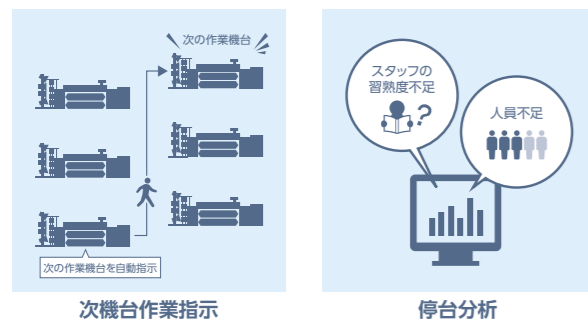 次の作業機台
次の作業機台を自動指示
次機台作業指示
スタッフの
習熟度不足
?
人員不足
停台分析